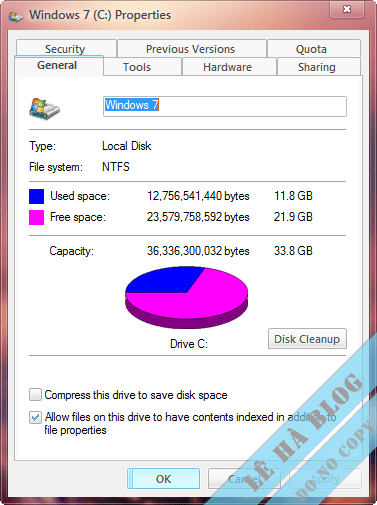 Windows 7 (C:) Properties
Security Previous Versions Quota
General Tools Hardware Sharing
Windows 7
Type: Local Disk
File system: NTFS
Used space: 12,756,541,440 bytes 11.8 GB
Free space: 23,579,758,592 bytes 21.9 GB
Capacity: 36,336,300,032 bytes 33.8 GB
Drive C:
Disk Cleanup
Compress this drive to save disk space
Allow files on this drive to have contents indexed in addition to
file properties
OK Cancel Apply
LÊ HÀ BLOG
DO NO COPY